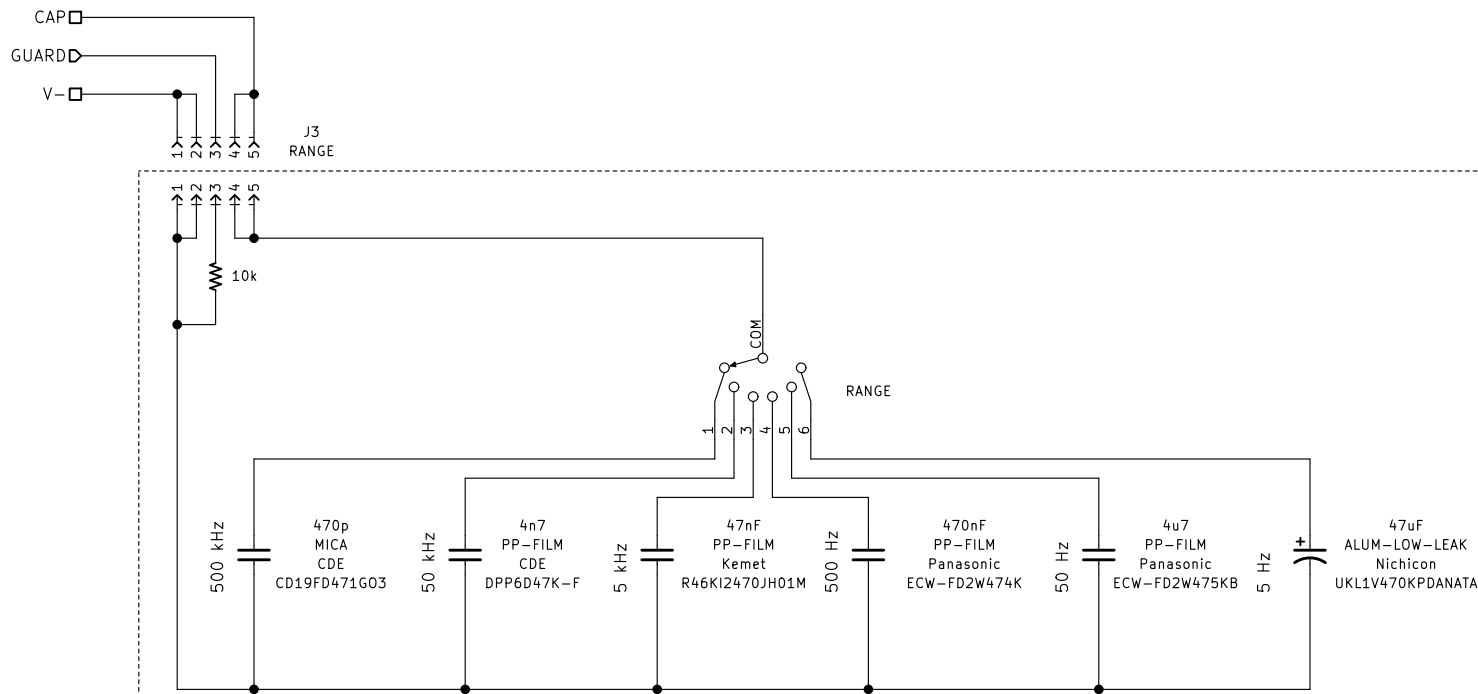 CAP
GUARD
V-
J3
RANGE
1 2 3 4 5
1 2 3 4 5
10k
COM
RANGE
1 2 3 4 5 6
500 kHz
470p
MICA
CDE
CD19FD471GO3
50 kHz
4n7
PP-FILM
CDE
DPP6D47K-F
5 kHz
47nF
PP-FILM
Kemet
R46KI2470JH01M
500 Hz
470nF
PP-FILM
Panasonic
ECW-FD2W474K
50 Hz
4u7
PP-FILM
Panasonic
ECW-FD2W475KB
5 Hz
+
47uF
ALUM-LOW-LEAK
Nichicon
UKL1V470KPDANATA